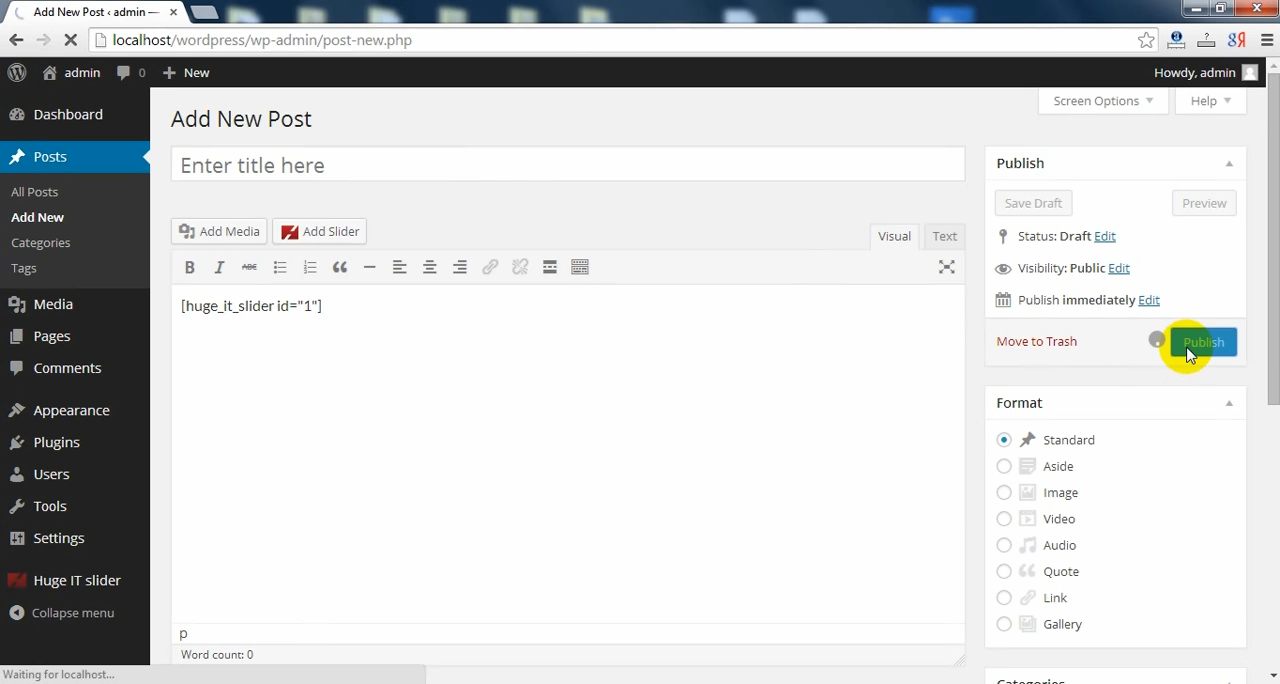 Add New Post ‹ admin —
localhost/wordpress/wp-admin/post-new.php
8Я
admin 0 New Howdy, admin
Screen Options Help
Dashboard
Posts
All Posts
Add New
Categories
Tags
Media
Pages
Comments
Appearance
Plugins
Users
Tools
Settings
Huge IT slider
Collapse menu
Add New Post
Enter title here
Add Media Add Slider
Visual Text
B I ABC
[huge_it_slider id="1"]
p
Word count: 0
Publish
Save Draft Preview
Status: Draft Edit
Visibility: Public Edit
Publish immediately Edit
Move to Trash Publish
Format
Standard
Aside
Image
Video
Audio
Quote
Link
Gallery
Categories
Waiting for localhost...